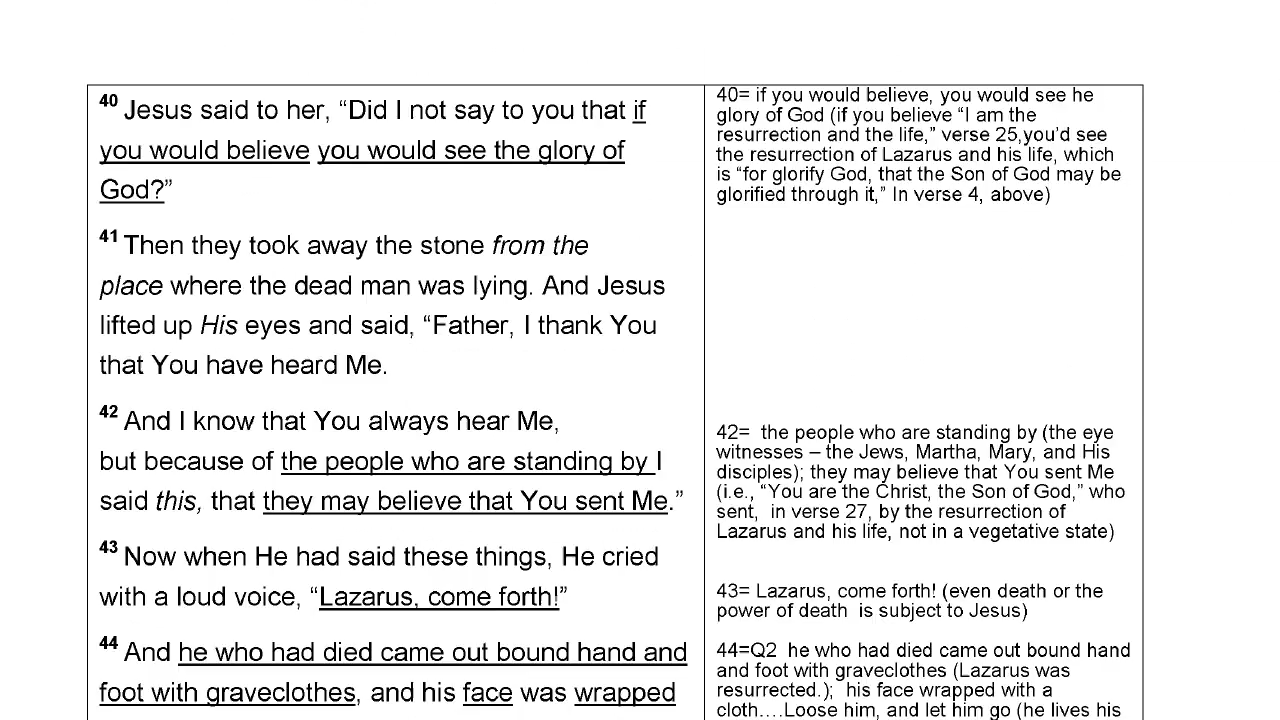 40 Jesus said to her, “Did I not say to you that if
you would believe you would see the glory of
God?”
41 Then they took away the stone from the
place where the dead man was lying. And Jesus
lifted up His eyes and said, “Father, I thank You
that You have heard Me.
42 And I know that You always hear Me,
but because of the people who are standing by I
said this, that they may believe that You sent Me.”
43 Now when He had said these things, He cried
with a loud voice, “Lazarus, come forth!”
44 And he who had died came out bound hand and
foot with graveclothes, and his face was wrapped
40= if you would believe, you would see he
glory of God (if you believe “I am the
resurrection and the life,” verse 25,you’d see
the resurrection of Lazarus and his life, which
is “for glorify God, that the Son of God may be
glorified through it,” In verse 4, above)
42=  the people who are standing by (the eye
witnesses – the Jews, Martha, Mary, and His
disciples); they may believe that You sent Me
(i.e., “You are the Christ, the Son of God,” who
sent,  in verse 27, by the resurrection of
Lazarus and his life, not in a vegetative state)
43= Lazarus, come forth! (even death or the
power of death  is subject to Jesus)
44=Q2  he who had died came out bound hand
and foot with graveclothes (Lazarus was
resurrected.);  his face wrapped with a
cloth….Loose him, and let him go (he lives his